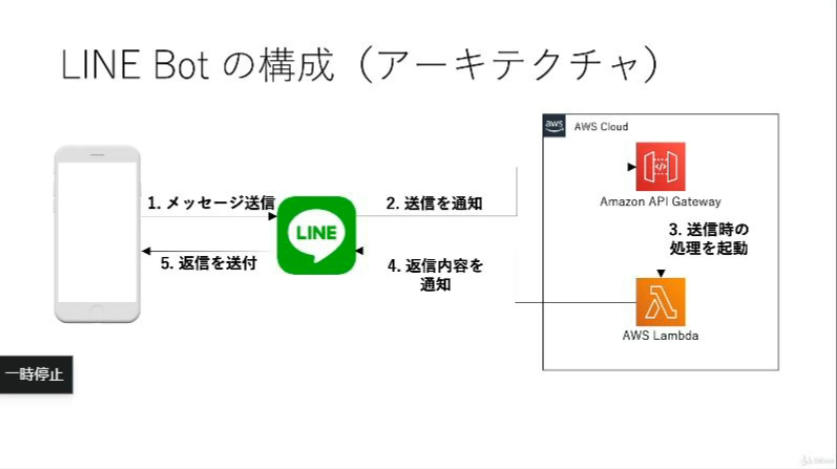 LINE Bot の構成（アーキテクチャ）
aws
AWS Cloud
Amazon API Gateway
1. メッセージ送信
2. 送信を通知
LINE
3. 送信時の
処理を起動
5. 返信を送付
4. 返信内容を
通知
AWS Lambda
一時停止